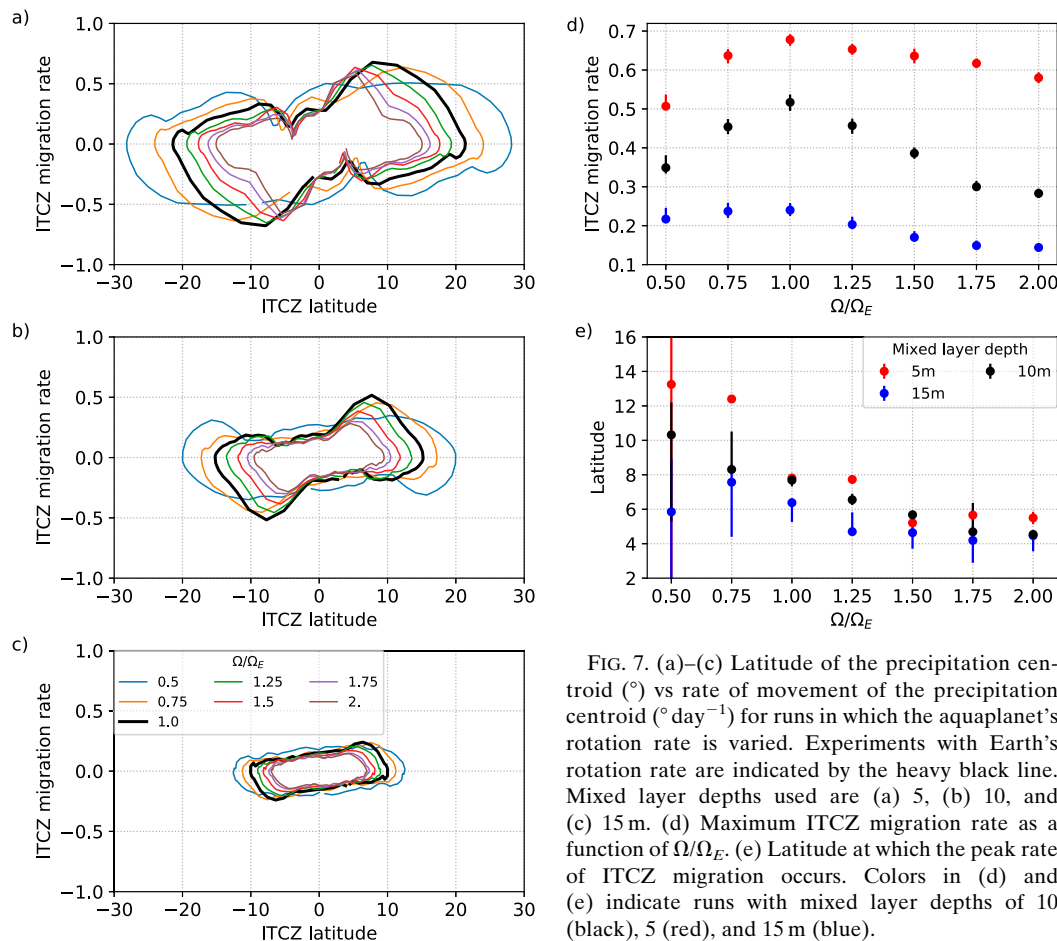 a)
1.0
0.5
0.0
−0.5
−1.0
ITCZ migration rate
−30 −20 −10 0 10 20 30
ITCZ latitude
b)
1.0
0.5
0.0
−0.5
−1.0
ITCZ migration rate
−30 −20 −10 0 10 20 30
ITCZ latitude
c)
1.0
0.5
0.0
−0.5
−1.0
ITCZ migration rate
Ω/Ω_E
0.5 1.25 1.75
0.75 1.5 2.
1.0
−30 −20 −10 0 10 20 30
ITCZ latitude
d)
0.7
0.6
0.5
0.4
0.3
0.2
0.1
ITCZ migration rate
0.50 0.75 1.00 1.25 1.50 1.75 2.00
Ω/Ω_E
e)
16
14
12
10
8
6
4
2
Latitude
Mixed layer depth
5m 10m
15m
0.50 0.75 1.00 1.25 1.50 1.75 2.00
Ω/Ω_E
FIG. 7. (a)–(c) Latitude of the precipitation cen-
troid (°) vs rate of movement of the precipitation
centroid (° day⁻¹) for runs in which the aquaplanet’s
rotation rate is varied. Experiments with Earth’s
rotation rate are indicated by the heavy black line.
Mixed layer depths used are (a) 5, (b) 10, and
(c) 15 m. (d) Maximum ITCZ migration rate as a
function of Ω/Ω_E. (e) Latitude at which the peak rate
of ITCZ migration occurs. Colors in (d) and
(e) indicate runs with mixed layer depths of 10
(black), 5 (red), and 15 m (blue).